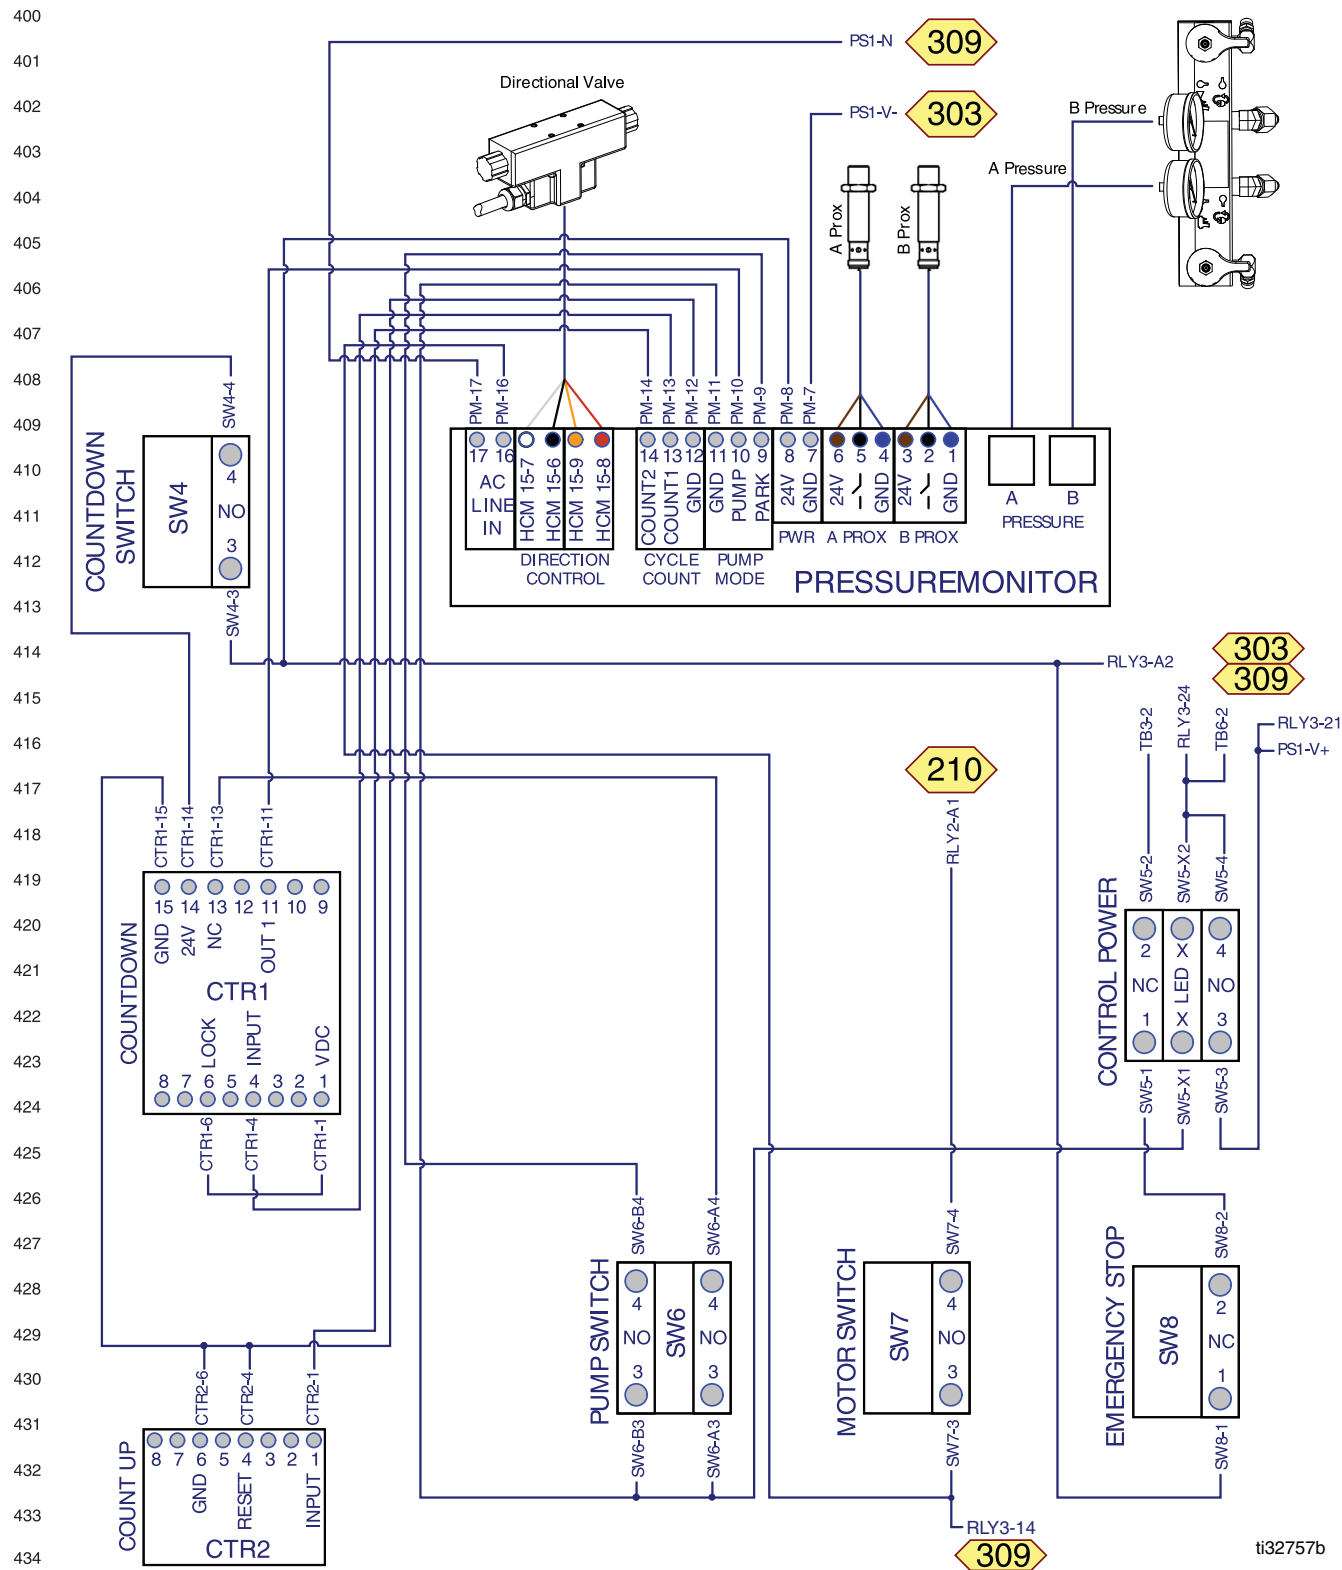 400
401
402
403
404
405
406
407
408
409
410
411
412
413
414
415
416
417
418
419
420
421
422
423
424
425
426
427
428
429
430
431
432
433
434
PS1-N
309
Directional Valve
PS1-V-
303
B Pressure
A Pressure
A Prox
B Prox
SW4-4
PM-17
PM-16
PM-14
PM-13
PM-12
PM-11
PM-10
PM-9
PM-8
PM-7
COUNTDOWN
SWITCH
SW4
4
NO
3
SW4-3
17
16
AC
LINE
IN
HCM 15-7
HCM 15-6
HCM 15-9
HCM 15-8
DIRECTION
CONTROL
14
13
12
COUNT2
COUNT1
GND
CYCLE
COUNT
11
10
9
GND
PUMP
PARK
PUMP
MODE
8
7
24V
GND
PWR
6
5
4
24V
GND
A PROX
3
2
1
24V
GND
B PROX
A
B
PRESSURE
PRESSUREMONITOR
RLY3-A2
303
309
TB3-2
RLY3-24
TB6-2
RLY3-21
PS1-V+
210
RLY2-A1
CTR1-15
CTR1-14
CTR1-13
CTR1-11
COUNTDOWN
15
14
13
12
11
10
9
GND
24V
NC
OUT 1
CTR1
LOCK
INPUT
VDC
8
7
6
5
4
3
2
1
CTR1-6
CTR1-4
CTR1-1
CONTROL POWER
SW5-2
SW5-X2
SW5-4
2
X
4
NC
LED
NO
1
X
3
SW5-1
SW5-X1
SW5-3
SW6-B4
SW6-A4
PUMP SWITCH
4
NO
3
SW6
4
NO
3
SW6-B3
SW6-A3
SW7-4
MOTOR SWITCH
SW7
4
NO
3
SW7-3
RLY3-14
309
SW8-2
EMERGENCY STOP
SW8
2
NC
1
SW8-1
CTR2-6
CTR2-4
CTR2-1
COUNT UP
8
7
6
5
4
3
2
1
GND
RESET
INPUT
CTR2
ti32757b